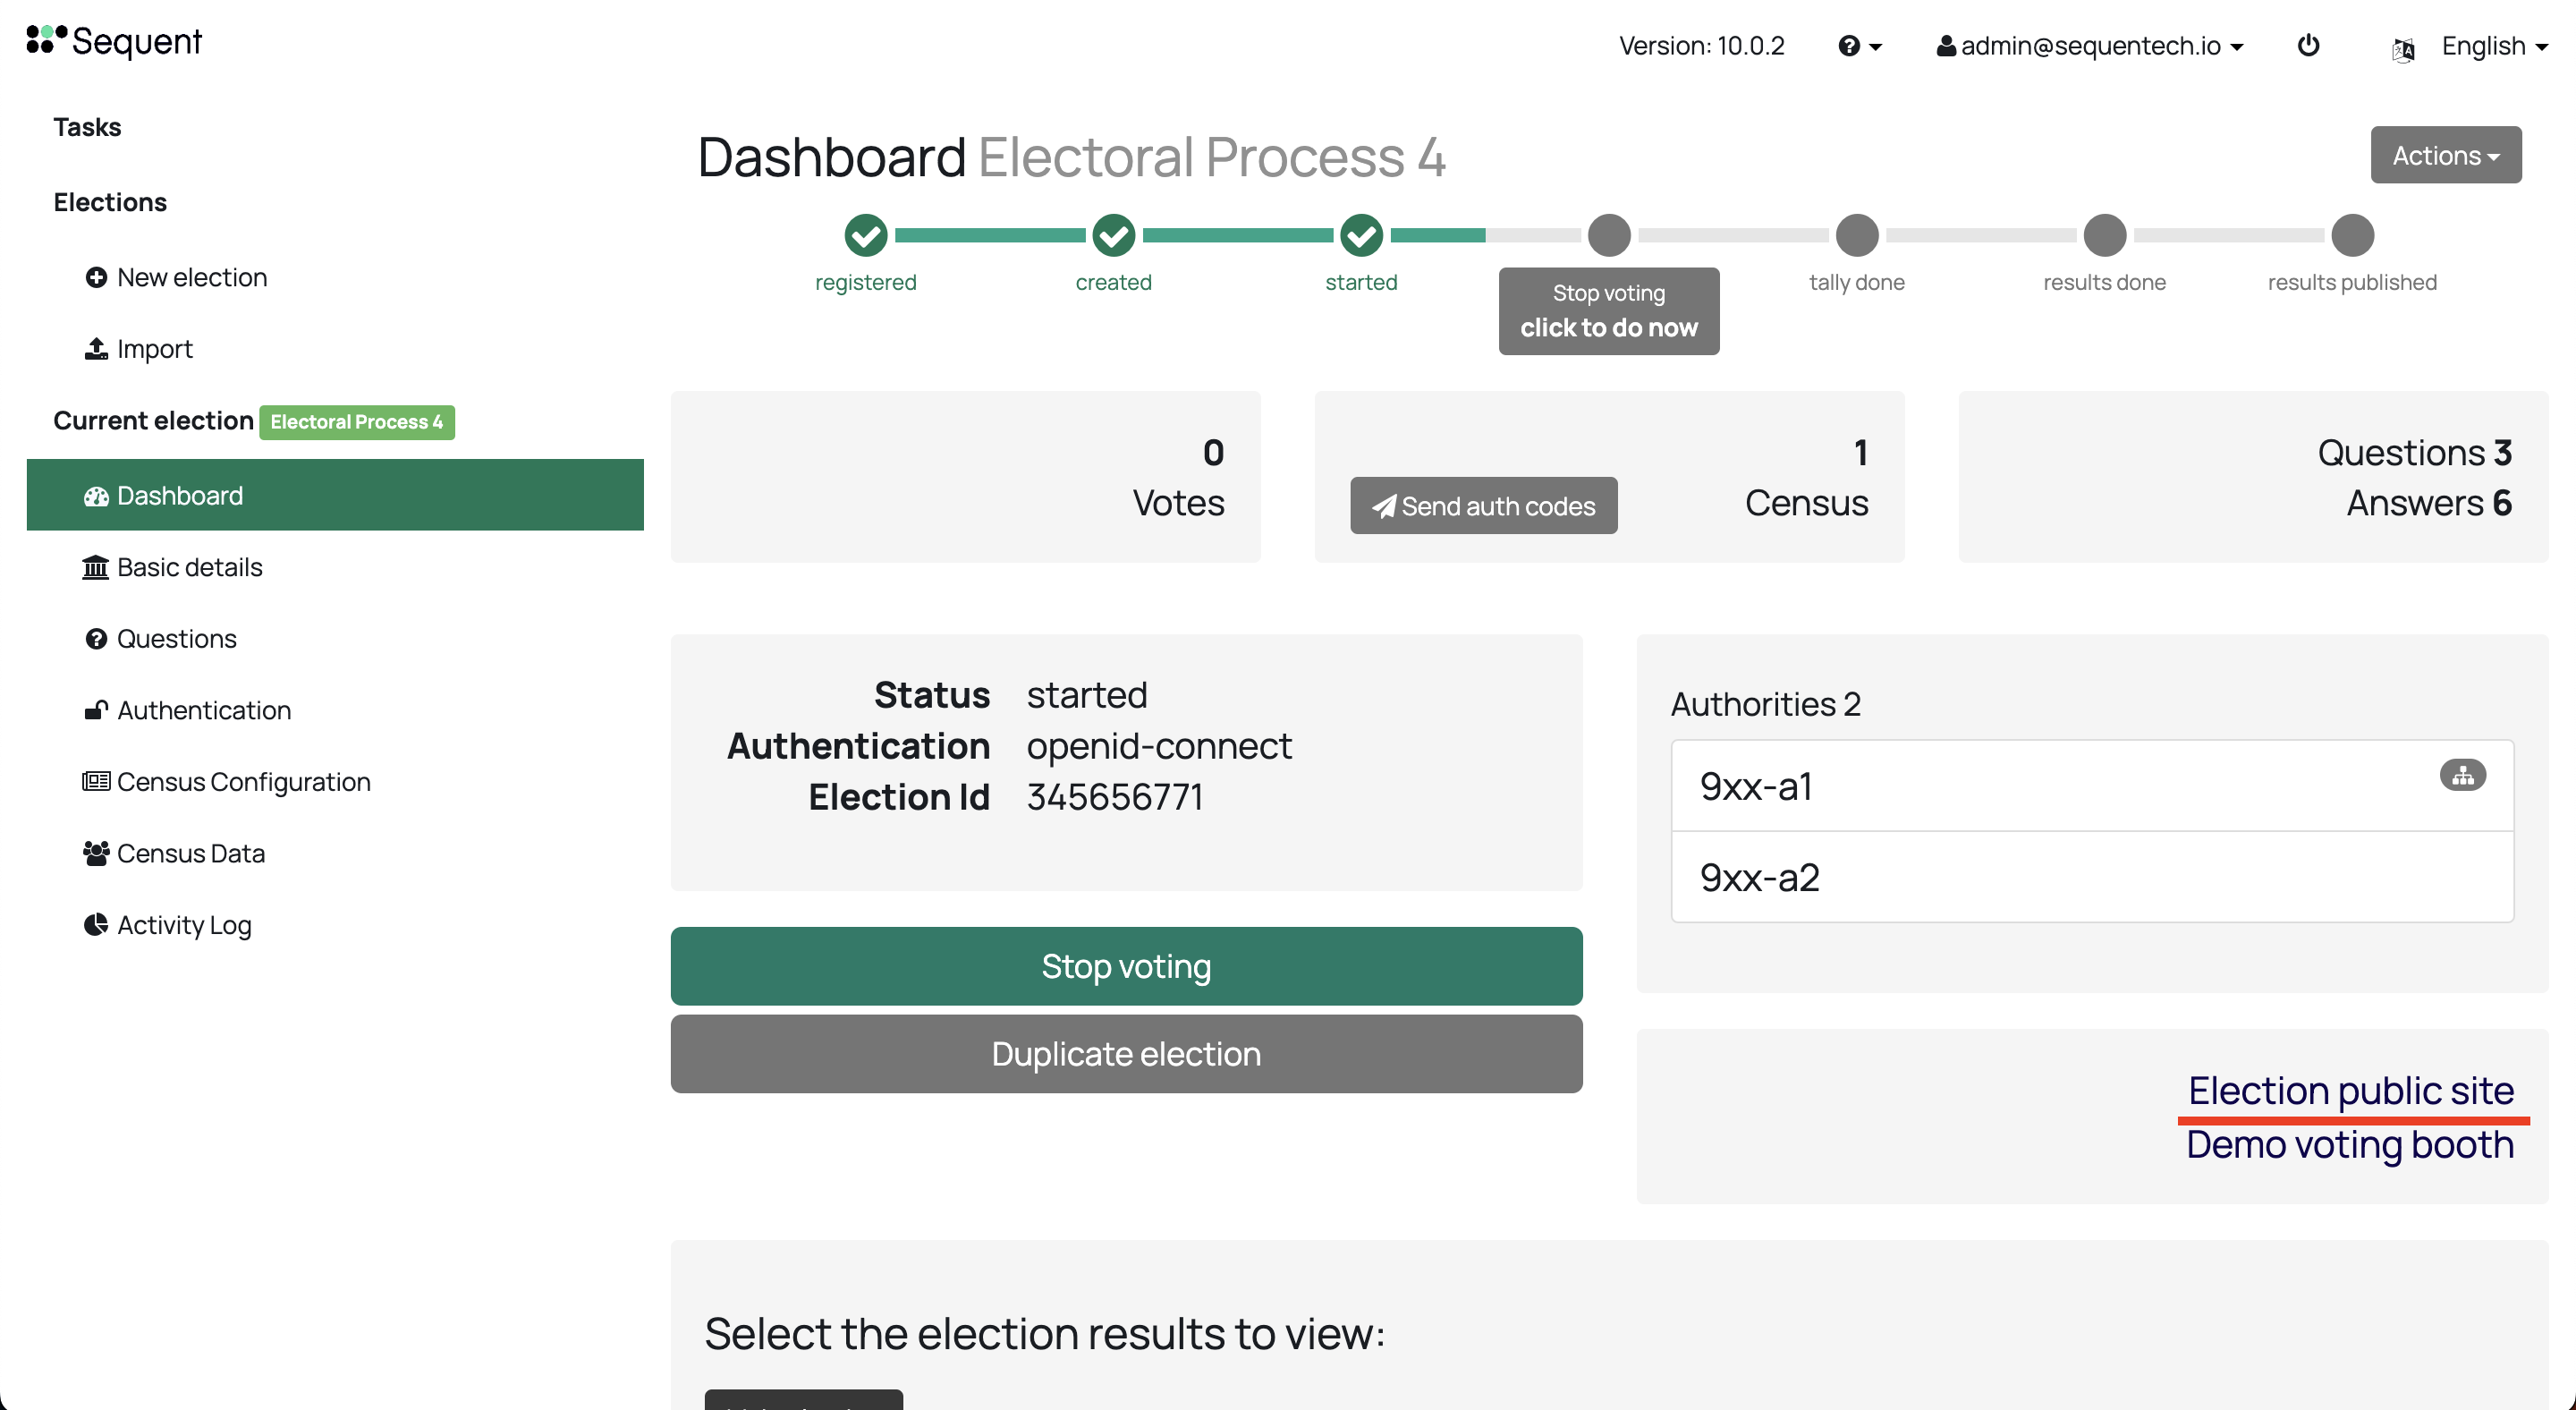 Sequent
Version: 10.0.2
admin@sequentech.io
English
Tasks
Elections
New election
Import
Current election Electoral Process 4
Dashboard
Basic details
Questions
Authentication
Census Configuration
Census Data
Activity Log
Dashboard Electoral Process 4
Actions
registered
created
started
Stop voting
click to do now
tally done
results done
results published
0
Votes
1
Send auth codes
Census
Questions 3
Answers 6
Status started
Authentication openid-connect
Election Id 345656771
Stop voting
Duplicate election
Authorities 2
9xx-a1
9xx-a2
Election public site
Demo voting booth
Select the election results to view: